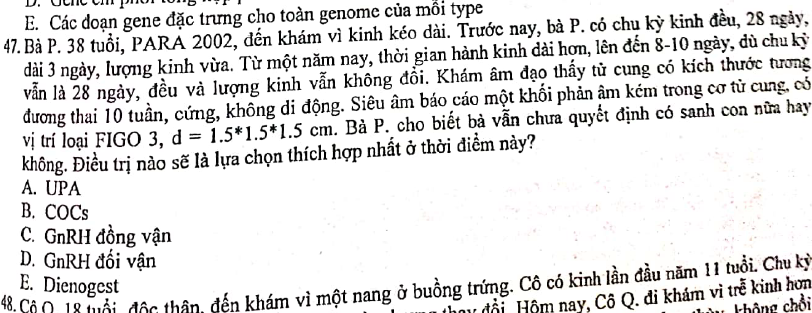 E. Các đoạn gene đặc trưng cho toàn genome của mỗi type
47. Bà P. 38 tuổi, PARA 2002, đến khám vì kinh kéo dài. Trước nay, bà P. có chu kỳ kinh đều, 28 ngày,
dài 3 ngày, lượng kinh vừa. Từ một năm nay, thời gian hành kinh dài hơn, lên đến 8-10 ngày, dù chu kỳ
vẫn là 28 ngày, đều và lượng kinh vẫn không đổi. Khám âm đạo thấy tử cung có kích thước tương
đương thai 10 tuần, cứng, không di động. Siêu âm báo cáo một khối phản âm kém trong cơ tử cung, có
vị trí loại FIGO 3, d = 1.5*1.5*1.5 cm. Bà P. cho biết bà vẫn chưa quyết định có sanh con nữa hay
không. Điều trị nào sẽ là lựa chọn thích hợp nhất ở thời điểm này?
A. UPA
B. COCs
C. GnRH đồng vận
D. GnRH đối vận
E. Dienogest
48. Cô Q. 18 tuổi, độc thân, đến khám vì một nang ở buồng trứng. Cô có kinh lần đầu năm 11 tuổi. Chu kỳ
đổi. Hôm nay, Cô Q. đi khám vì trễ kinh hơn
không chồi